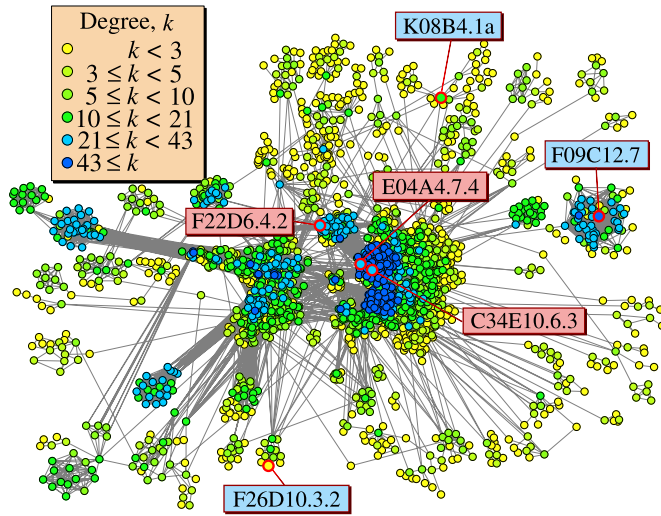 Degree, k
k < 3
3 ≤ k < 5
5 ≤ k < 10
10 ≤ k < 21
21 ≤ k < 43
43 ≤ k
K08B4.1a
F09C12.7
E04A4.7.4
F22D6.4.2
C34E10.6.3
F26D10.3.2